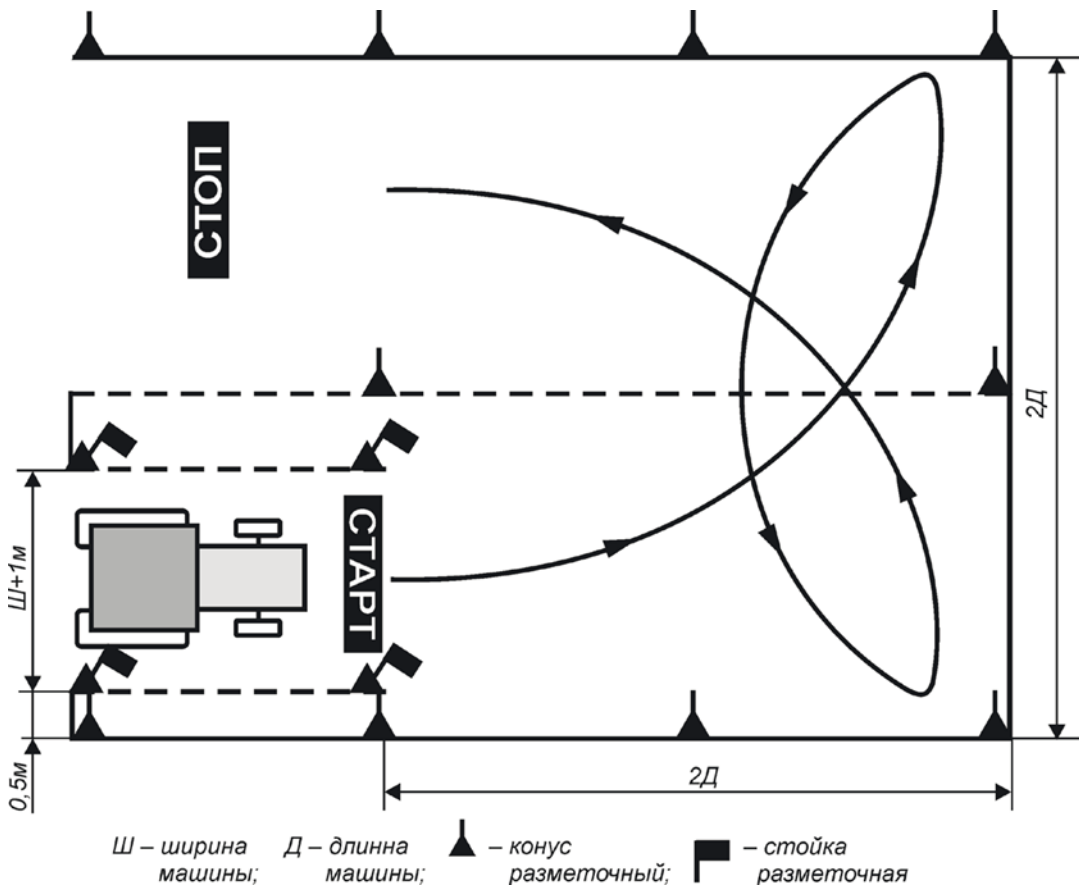 СТОП
2Д
Ш+1м
СТАРТ
0,5м
2Д
Ш – ширина машины;
Д – длинна машины;
– конус разметочный;
– стойка разметочная